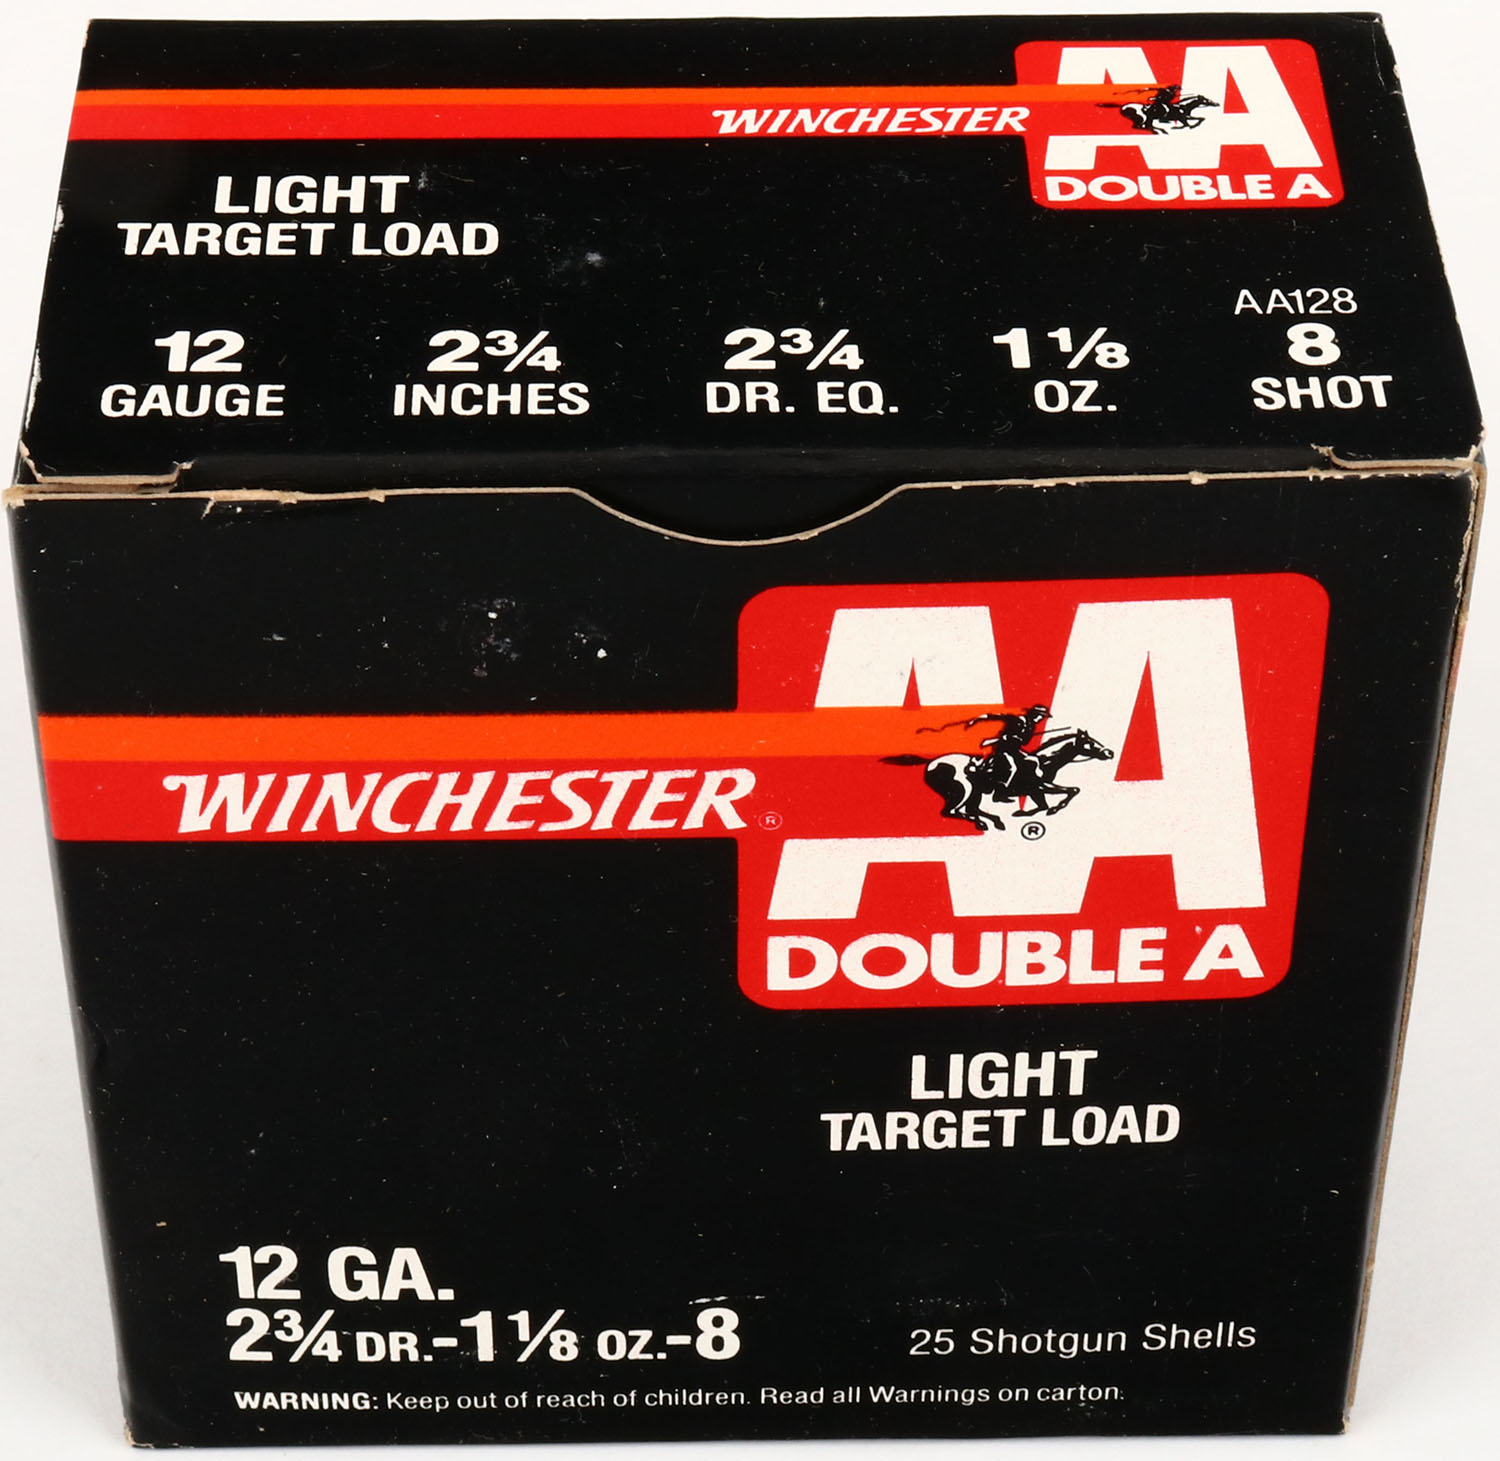 WINCHESTER
AA
DOUBLE A
LIGHT
TARGET LOAD
AA128
12 2¾ 2¾ 1⅛ 8
GAUGE INCHES DR. EQ. OZ. SHOT
AA
WINCHESTER ®
®
DOUBLE A
LIGHT
TARGET LOAD
12 GA.
2¾ DR.-1⅛ OZ.-8
25 Shotgun Shells
WARNING: Keep out of reach of children. Read all Warnings on carton.